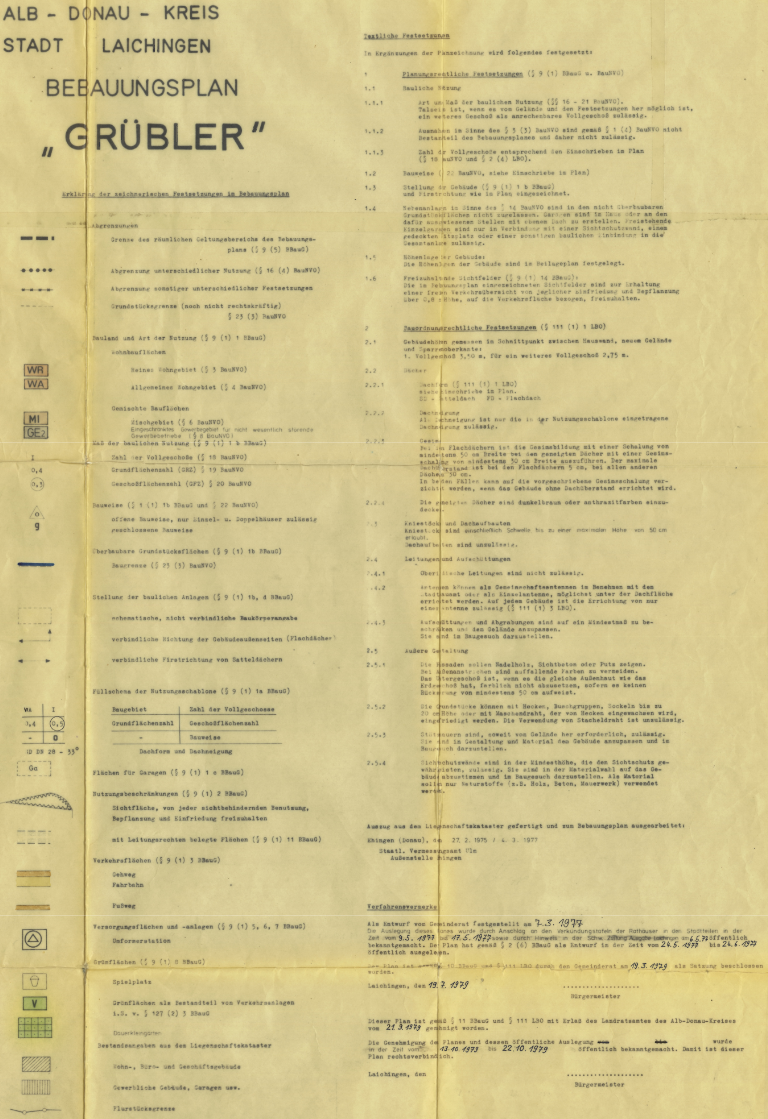 ALB - DONAU - KREIS
STADT LAICHINGEN
BEBAUUNGSPLAN
„GRÜBLER"
Erklärung der zeichnerischen Festsetzungen im Bebauungsplan
Abgrenzungen
Grenze des räumlichen Geltungsbereichs des Bebauungs-
plans (§ 9 (5) BBauG)
Abgrenzung unterschiedlicher Nutzung (§ 16 (4) BauNVO)
Abgrenzung sonstiger unterschiedlicher Festsetzungen
Grundstücksgrenze (noch nicht rechtskräftig)
§ 23 (3) BauNVO
Bauland und Art der Nutzung (§ 9 (1) 1 BBauG)
Wohnbauflächen
WR Reines Wohngebiet (§ 3 BauNVO)
WA Allgemeines Wohngebiet (§ 4 BauNVO)
Gemischte Bauflächen
MI Mischgebiet (§ 6 BauNVO)
GE Eingeschränktes Gewerbegebiet für nicht wesentlich störende
Gewerbebetriebe (§ 8 BauNVO)
Maß der baulichen Nutzung (§ 9 (1) 1 b BBauG)
I Zahl der Vollgeschoße (§ 18 BauNVO)
0,4 Grundflächenzahl (GRZ) § 19 BauNVO
0,5 Geschoßflächenzahl (GFZ) § 20 BauNVO
Bauweise (§ 9 (1) 1b BBauG und § 22 BauNVO)
offene Bauweise, nur Einzel- u. Doppelhäuser zulässig
g geschlossene Bauweise
Überbaubare Grundstücksflächen (§ 9 (1) 1b BBauG)
Baugrenze (§ 23 (3) BauNVO)
Stellung der baulichen Anlagen (§ 9 (1) 1b, d BBauG)
schematische, nicht verbindliche Baukörperangabe
verbindliche Richtung der Gebäudeaußenseiten (Flachdächer)
verbindliche Firstrichtung von Satteldächern
Füllschema der Nutzungsschablone (§ 9 (1) 1a BBauG)
WA I
0,4 0,5
- o
SD DN 28 - 33°
Baugebiet Zahl der Vollgeschosse
Grundflächenzahl Geschoßflächenzahl
- Bauweise
Dachform und Dachneigung
Ga Flächen für Garagen (§ 9 (1) 1 e BBauG)
Nutzungsbeschränkungen (§ 9 (1) 2 BBauG)
Sichtfläche, von jeder sichtbehindernden Benutzung,
Bepflanzung und Einfriedung freizuhalten
mit Leitungsrechten belegte Flächen (§ 9 (1) 11 BBauG)
Verkehrsflächen (§ 9 (1) 3 BBauG)
Gehweg
Fahrbahn
Fußweg
Versorgungsflächen und -anlagen (§ 9 (1) 5, 6, 7 BBauG)
Umformerstation
Grünflächen (§ 9 (1) 8 BBauG)
Spielplatz
V Grünflächen als Bestandteil von Verkehrsanlagen
i.S. v. § 127 (2) 3 BBauG
Dauerkleingärten
Bestandsangaben aus dem Liegenschaftskataster
Wohn-, Büro- und Geschäftsgebäude
Gewerbliche Gebäude, Garagen usw.
Flurstücksgrenze
Textliche Festsetzungen
In Ergänzungen der Planzeichnung wird folgendes festgesetzt:
1 Planungsrechtliche Festsetzungen (§ 9 (1) BBauG u. BauNVO)
1.1 Bauliche Nutzung
1.1.1 Art und Maß der baulichen Nutzung (§§ 16 - 21 BauNVO).
Talseits ist, wenn es vom Gelände und den Festsetzungen her möglich ist,
ein weiteres Geschoß als anrechenbares Vollgeschoß zulässig.
1.1.2 Ausnahmen im Sinne des § 3 (3) BauNVO sind gemäß § 1 (4) BauNVO nicht
Bestandteil des Bebauungsplanes und daher nicht zulässig.
1.1.3 Zahl der Vollgeschoße entsprechend den Einschrieben im Plan
(§ 18 BauNVO und § 2 (4) LBO).
1.2 Bauweise (§ 22 BauNVO, siehe Einschriebe im Plan)
1.3 Stellung der Gebäude (§ 9 (1) 1 b BBauG)
und Firstrichtung wie im Plan eingezeichnet.
1.4 Nebenanlagen im Sinne des § 14 BauNVO sind in den nicht überbaubaren
Grundstücksflächen nicht zugelassen. Garagen sind im Haus oder an den
dafür ausgewiesenen Stellen mit ebenem Dach zu erstellen. Freistehende
Einzelgaragen sind nur in Verbindung mit einer Sichtschutzwand, einem
gedeckten Sitzplatz oder einer sonstigen baulichen Einbindung in die
Gesamtanlage zulässig.
1.5 Höhenlage der Gebäude:
Die Höhenlagen der Gebäude sind im Beilageplan festgelegt.
1.6 Freizuhaltende Sichtfelder (§ 9 (1) 1d BBauG):
Die im Bebauungsplan eingezeichneten Sichtfelder sind zur Erhaltung
einer freien Verkehrsübersicht von jeglicher Einfriedung und Bepflanzung
über 0,8 m Höhe, auf die Verkehrsfläche bezogen, freizuhalten.
2 Bauordnungsrechtliche Festsetzungen (§ 111 (1) 1 LBO)
2.1 Gebäudehöhen gemessen im Schnittpunkt zwischen Hauswand, neuem Gelände
und Sparrenoberkante:
1. Vollgeschoß 3,50 m, für ein weiteres Vollgeschoß 2,75 m.
2.2 Dächer
2.2.1 Dachform (§ 111 (1) 1 LBO)
siehe Einschriebe im Plan.
SD - Satteldach FD - Flachdach
2.2.2 Dachneigung
Als Dachneigung ist nur die in der Nutzungsschablone eingetragene
Dachneigung zulässig.
2.2.3 Gesims
Bei den Flachdächern ist die Gesimsbildung mit einer Schalung von
mindestens 50 cm Breite bei den geneigten Dächer mit einer Gesims-
schalung von mindestens 30 cm Breite auszuführen. Der maximale
Dachüberstand ist bei den Flachdächern 5 cm, bei allen anderen
Dächern 30 cm.
In beiden Fällen kann auf die vorgeschriebene Gesimsschalung ver-
zichtet werden, wenn das Gebäude ohne Dachüberstand errichtet wird.
2.2.4 Die geneigten Dächer sind dunkelbraun oder anthrazitfarben einzu-
decken.
2.3 Kniestöcke und Dachaufbauten
Kniestock sind einschließlich Schwelle bis zu einer maximalen Höhe von 50 cm
erlaubt.
Dachaufbauten sind unzulässig.
2.4 Leitungen und Aufschüttungen
2.4.1 Oberirdische Leitungen sind nicht zulässig.
2.4.2 Antennen können als Gemeinschaftsantennen im Benehmen mit dem
Stadtbauamt oder als Einzelantenne, möglichst unter der Dachfläche
errichtet werden. Auf jedem Gebäude ist die Errichtung von nur
einer Antenne zulässig (§ 111 (1) 3 LBO).
2.4.3 Aufschüttungen und Abgrabungen sind auf ein Mindestmaß zu be-
schränken und dem Gelände anzupassen.
Sie sind im Baugesuch darzustellen.
2.5 Äußere Gestaltung
2.5.1 Die Fassaden sollen Nadelholz, Sichtbeton oder Putz zeigen.
Bei Außenanstrichen sind auffallende Farben zu vermeiden.
Das Untergeschoß ist, wenn es die gleiche Außenhaut wie das
Erdgeschoß hat, farblich nicht abzusetzen, sofern es keinen
Rücksprung von mindestens 50 cm aufweist.
2.5.2 Die Grundstücke können mit Hecken, Buschgruppen, Sockeln bis zu
20 cm Höhe oder mit Maschendraht, der von Hecken eingewachsen wird,
eingefriedigt werden. Die Verwendung von Stacheldraht ist unzulässig.
2.5.3 Stützmauern sind, soweit vom Gelände her erforderlich, zulässig.
Sie sind in Gestaltung und Material dem Gebäude anzupassen und im
Baugesuch darzustellen.
2.5.4 Sichtschutzwände sind in der Mindesthöhe, die den Sichtschutz ge-
währleisten, zulässig. Sie sind in der Materialwahl auf das Ge-
bäude abzustimmen und im Baugesuch darzustellen. Als Material
sollen nur Naturstoffe (z.B. Holz, Beton, Mauerwerk) verwendet
werden.
Auszug aus dem Liegenschaftskataster gefertigt und zum Bebauungsplan ausgearbeitet:
Ehingen (Donau), den 27. 2. 1975 / 4. 3. 1977
Staatl. Vermessungsamt Ulm
Außenstelle Ehingen
Verfahrensvermerke
Als Entwurf vom Gemeinderat festgestellt am 7.3.1977
Die Auslegung dieses Planes wurde durch Anschlag an den Verkündungstafeln der Rathäuser in den Stadtteilen in der
Zeit vom 9.5.1977 17.5.1977 sowie durch Hinweis in der Schw. Zeitung Ausgabe Laichingen am 6.5.77 öffentlich
bekanntgemacht. Der Plan hat gemäß § 2 (6) BBauG als Entwurf in der Zeit vom 24.5.1977 bis 24.6.1977
öffentlich ausgelegen.
Der Plan ist gemäß § 10 BBauG und § 111 LBO durch den Gemeinderat am 19.3.1979 als Satzung beschlossen
worden.
Laichingen, den 19.7.1979
Bürgermeister
Dieser Plan ist gemäß § 11 BBauG und § 111 LBO mit Erlaß des Landratsamtes des Alb-Donau-Kreises
vom 21.9.1979 genehmigt worden.
Die Genehmigung des Planes und dessen öffentliche Auslegung von bis wurde
in der Zeit vom 13.10.1979 bis 22.10.1979 öffentlich bekanntgemacht. Damit ist dieser
Plan rechtsverbindlich.
Laichingen, den
Bürgermeister